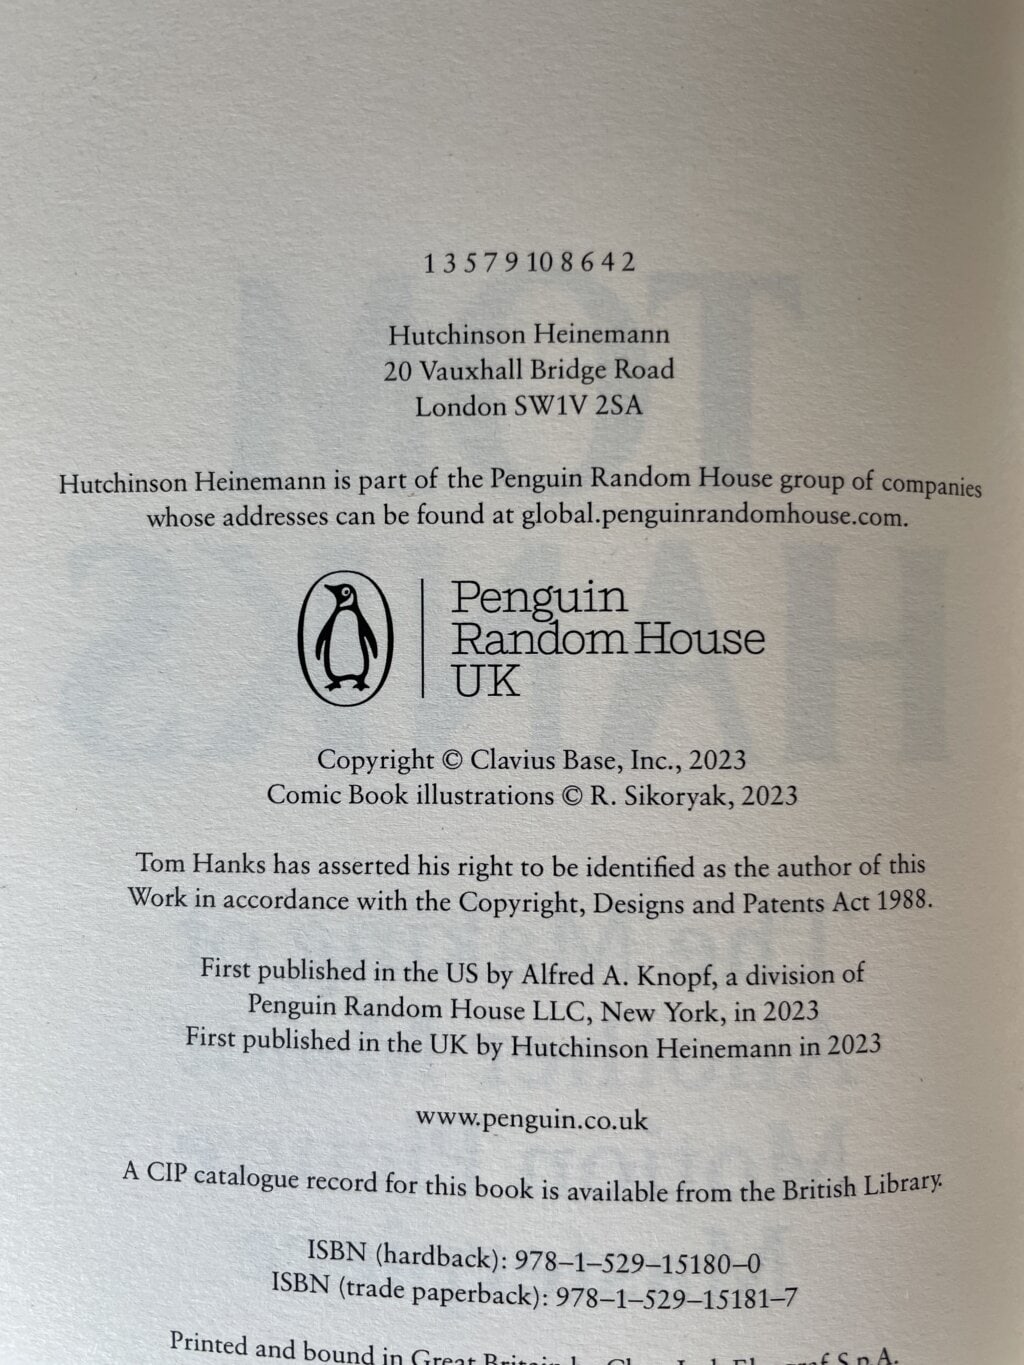 1 3 5 7 9 10 8 6 4 2
Hutchinson Heinemann
20 Vauxhall Bridge Road
London SW1V 2SA
Hutchinson Heinemann is part of the Penguin Random House group of companies
whose addresses can be found at global.penguinrandomhouse.com.
Penguin
Random House
UK
Copyright © Clavius Base, Inc., 2023
Comic Book illustrations © R. Sikoryak, 2023
Tom Hanks has asserted his right to be identified as the author of this
Work in accordance with the Copyright, Designs and Patents Act 1988.
First published in the US by Alfred A. Knopf, a division of
Penguin Random House LLC, New York, in 2023
First published in the UK by Hutchinson Heinemann in 2023
www.penguin.co.uk
A CIP catalogue record for this book is available from the British Library.
ISBN (hardback): 978–1–529–15180–0
ISBN (trade paperback): 978–1–529–15181–7
Printed and bound in Great Britain by S.p.A.